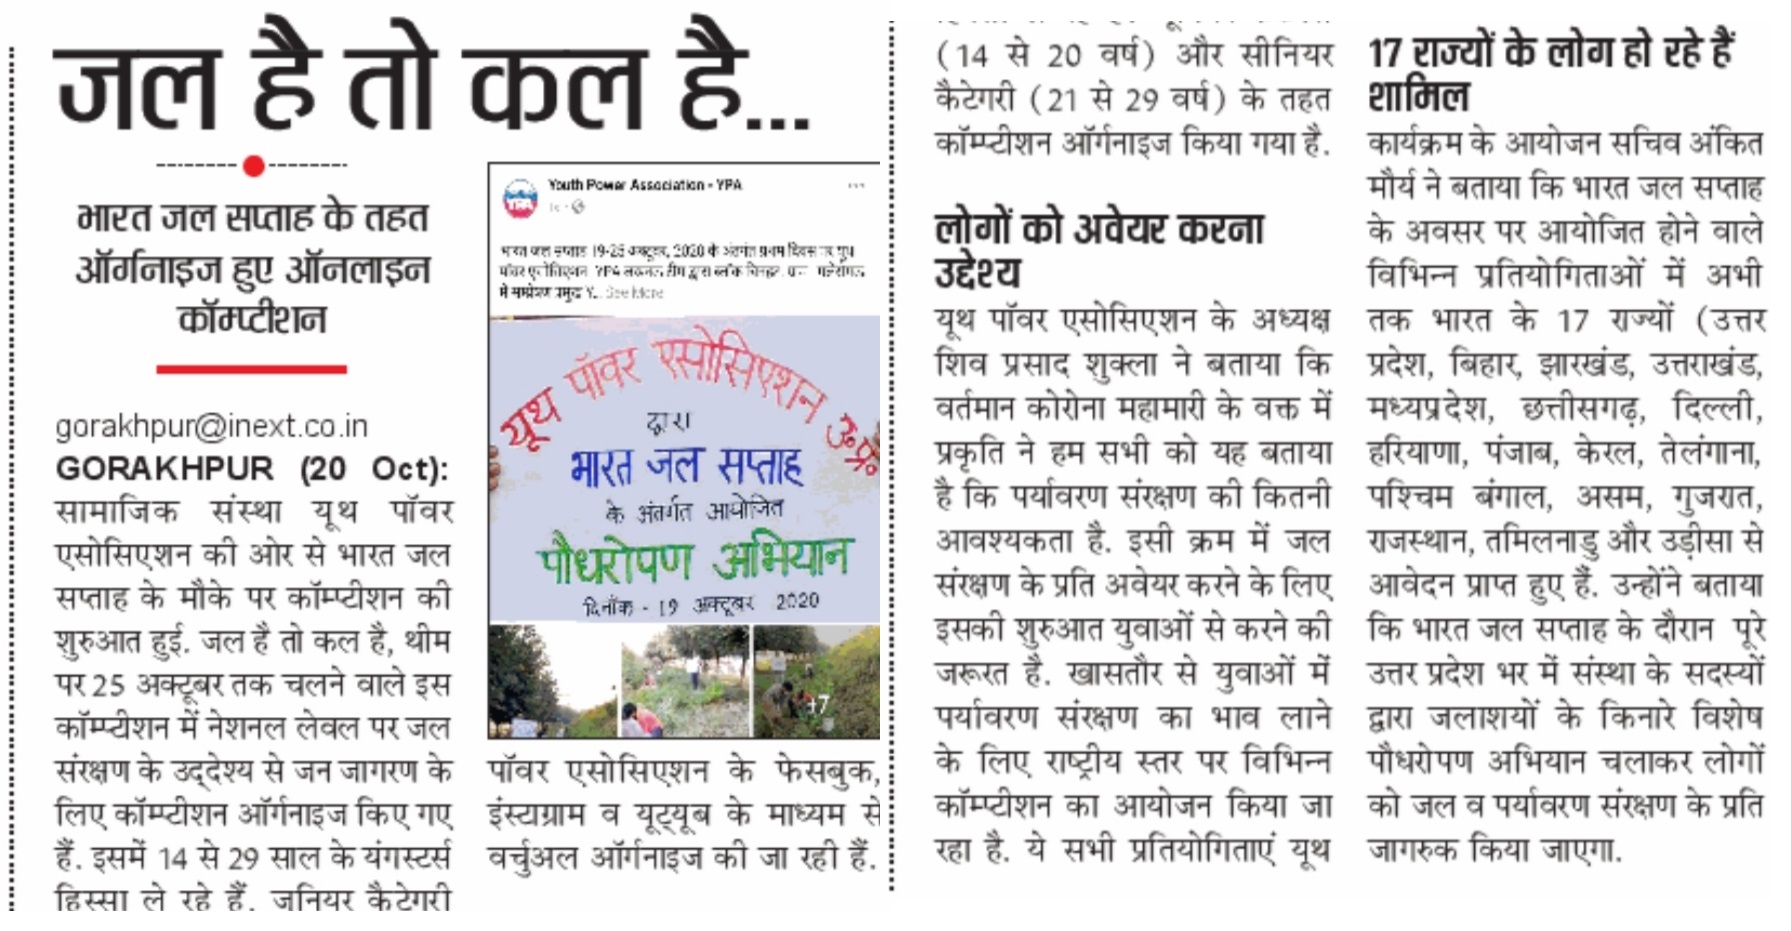 जल है तो कल है...
भारत जल सप्ताह के तहत
ऑर्गनाइज हुए ऑनलाइन
कॉम्प्टीशन
gorakhpur@inext.co.in
GORAKHPUR (20 Oct):
सामाजिक संस्था यूथ पॉवर
एसोसिएशन की ओर से भारत जल
सप्ताह के मौके पर कॉम्प्टीशन की
शुरुआत हुई. जल है तो कल है, थीम
पर 25 अक्टूबर तक चलने वाले इस
कॉम्प्टीशन में नेशनल लेवल पर जल
संरक्षण के उद्देश्य से जन जागरण के
लिए कॉम्प्टीशन ऑर्गनाइज किए गए
हैं. इसमें 14 से 29 साल के यंगस्टर्स
हिस्सा ले रहे हैं. जूनियर कैटेगरी
(14 से 20 वर्ष) और सीनियर
कैटेगरी (21 से 29 वर्ष) के तहत
कॉम्प्टीशन ऑर्गनाइज किया गया है.
Youth Power Association - YPA
भारत जल सप्ताह 19-25 अक्टूबर, 2020 के अंतर्गत प्रथम दिवस पर यूथ
पॉवर एसोसिएशन YPA लखनऊ टीम द्वारा ब्लॉक चिनहट,
में See More
यूथ पॉवर एसोसिएशन उ.प्र.
द्वारा
भारत जल सप्ताह
के अंतर्गत आयोजित
पौधरोपण अभियान
दिनाँक - 19 अक्टूबर 2020
+7
लोगों को अवेयर करना
उद्देश्य
यूथ पॉवर एसोसिएशन के अध्यक्ष
शिव प्रसाद शुक्ला ने बताया कि
वर्तमान कोरोना महामारी के वक्त में
प्रकृति ने हम सभी को यह बताया
है कि पर्यावरण संरक्षण की कितनी
आवश्यकता है. इसी क्रम में जल
संरक्षण के प्रति अवेयर करने के लिए
इसकी शुरुआत युवाओं से करने की
जरूरत है. खासतौर से युवाओं में
पर्यावरण संरक्षण का भाव लाने
के लिए राष्ट्रीय स्तर पर विभिन्न
कॉम्प्टीशन का आयोजन किया जा
रहा है. ये सभी प्रतियोगिताएं यूथ
पॉवर एसोसिएशन के फेसबुक,
इंस्टाग्राम व यूट्यूब के माध्यम से
वर्चुअल ऑर्गनाइज की जा रही हैं.
17 राज्यों के लोग हो रहे हैं
शामिल
कार्यक्रम के आयोजन सचिव अंकित
मौर्य ने बताया कि भारत जल सप्ताह
के अवसर पर आयोजित होने वाले
विभिन्न प्रतियोगिताओं में अभी
तक भारत के 17 राज्यों (उत्तर
प्रदेश, बिहार, झारखंड, उत्तराखंड,
मध्यप्रदेश, छत्तीसगढ़, दिल्ली,
हरियाणा, पंजाब, केरल, तेलंगाना,
पश्चिम बंगाल, असम, गुजरात,
राजस्थान, तमिलनाडु और उड़ीसा से
आवेदन प्राप्त हुए हैं. उन्होंने बताया
कि भारत जल सप्ताह के दौरान पूरे
उत्तर प्रदेश भर में संस्था के सदस्यों
द्वारा जलाशयों के किनारे विशेष
पौधरोपण अभियान चलाकर लोगों
को जल व पर्यावरण संरक्षण के प्रति
जागरुक किया जाएगा.